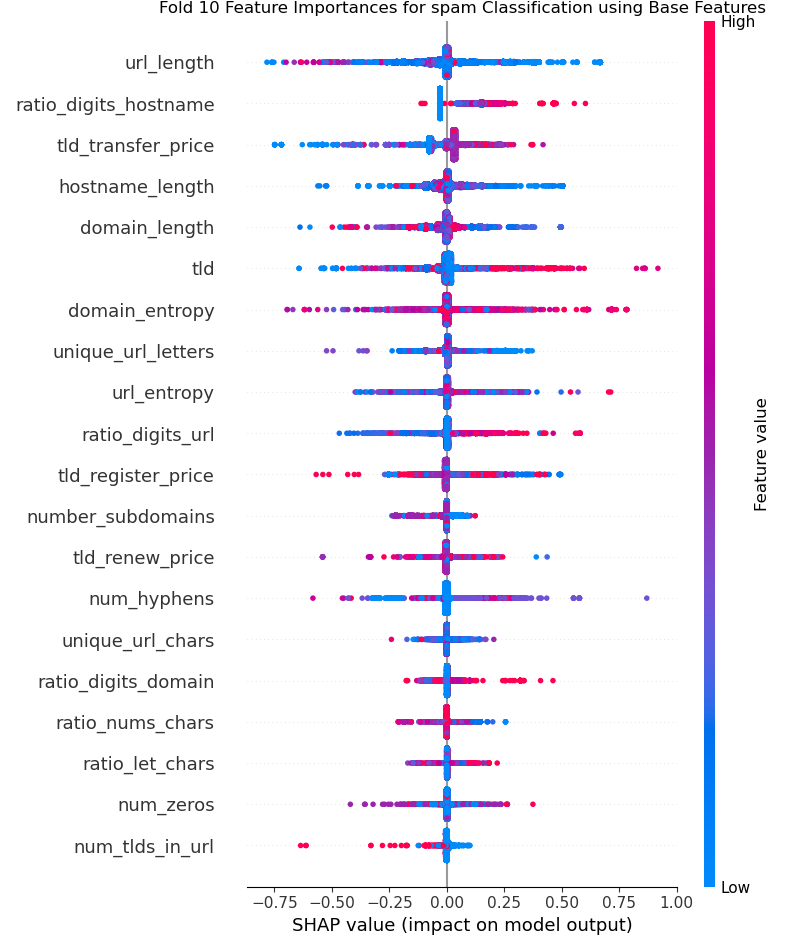 Fold 10 Feature Importances for spam Classification using Base Features
High
url_length
ratio_digits_hostname
tld_transfer_price
hostname_length
domain_length
tld
domain_entropy
unique_url_letters
url_entropy
ratio_digits_url
tld_register_price
number_subdomains
tld_renew_price
num_hyphens
unique_url_chars
ratio_digits_domain
ratio_nums_chars
ratio_let_chars
num_zeros
num_tlds_in_url
Feature value
Low
−0.75 −0.50 −0.25 0.00 0.25 0.50 0.75 1.00
SHAP value (impact on model output)